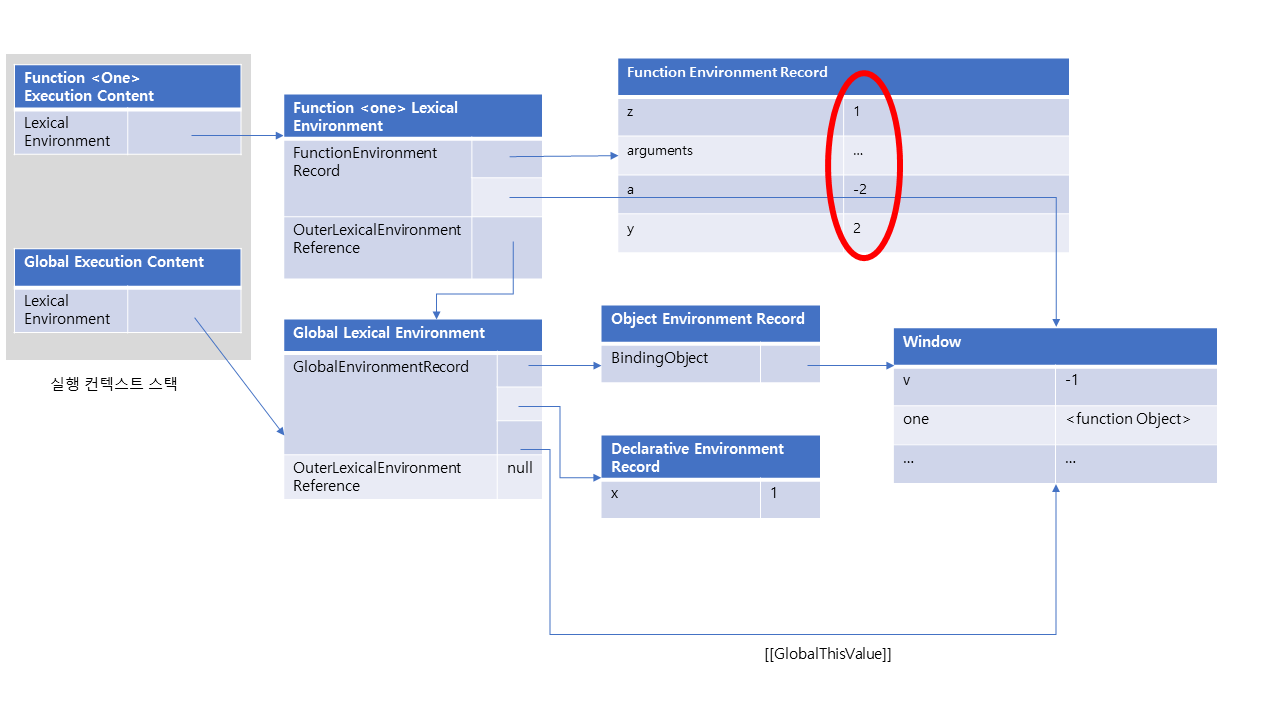 Function <One>
Execution Content
Lexical
Environment
Global Execution Content
Lexical
Environment
실행 컨텍스트 스택
Function <one> Lexical
Environment
FunctionEnvironment
Record
OuterLexicalEnvironment
Reference
Function Environment Record
z 1
arguments ...
a -2
y 2
Global Lexical Environment
GlobalEnvironmentRecord
OuterLexicalEnvironment null
Reference
Object Environment Record
BindingObject
Declarative Environment
Record
x 1
Window
v -1
one <function Object>
... ...
[[GlobalThisValue]]